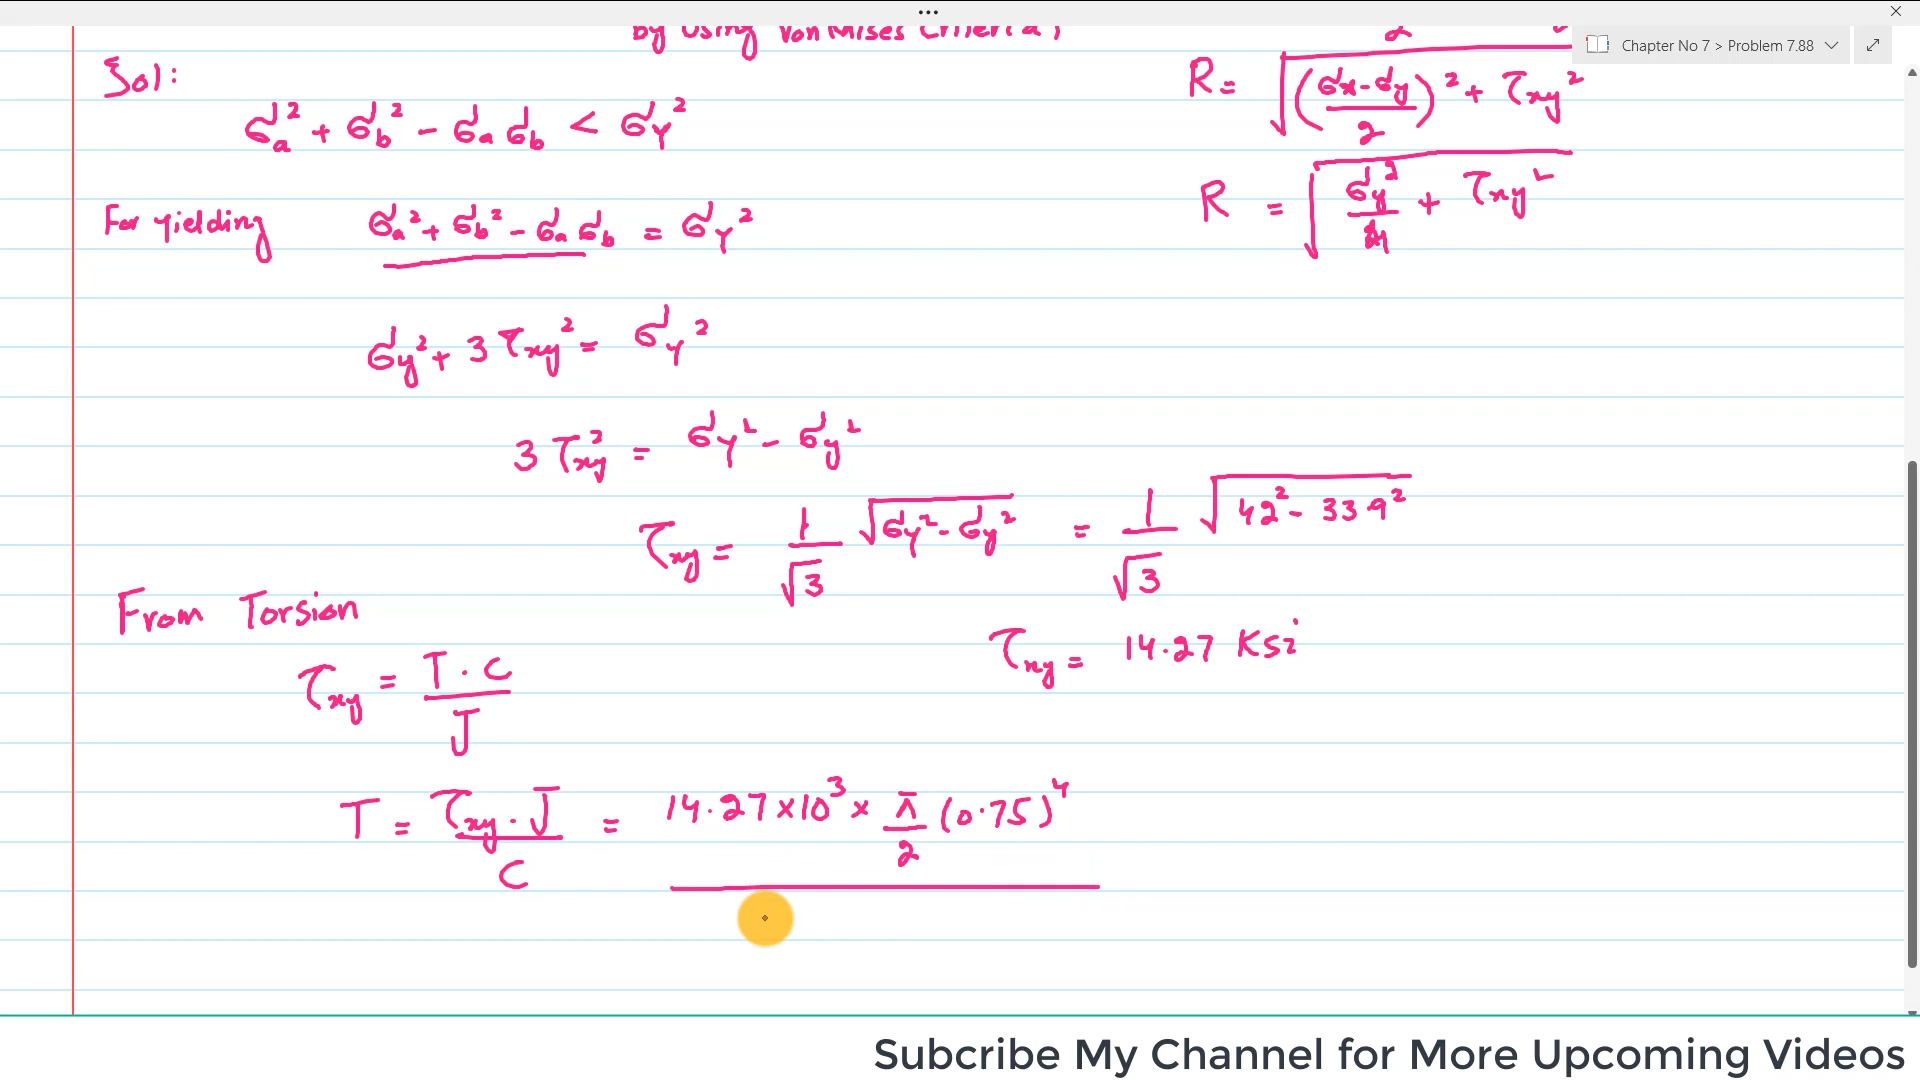 Chapter No 7 > Problem 7.88
by using Von Mises Criteria)
Sol:
σa² + σb² - σa σb < σY²
For yielding σa² + σb² - σa σb = σY²
σy² + 3 τxy² = σY²
3 τxy² = σY² - σy²
τxy = 1/√3 √(σY² - σy²) = 1/√3 √(42² - 33.9²)
τxy = 14.27 Ksi
From Torsion
τxy = T . C / J
T = τxy . J / C = 14.27 × 10³ × π/2 (0.75)⁴
R = √(((σx - σy)/2)² + τxy²)
R = √(σy²/4 + τxy²)
Subcribe My Channel for More Upcoming Videos